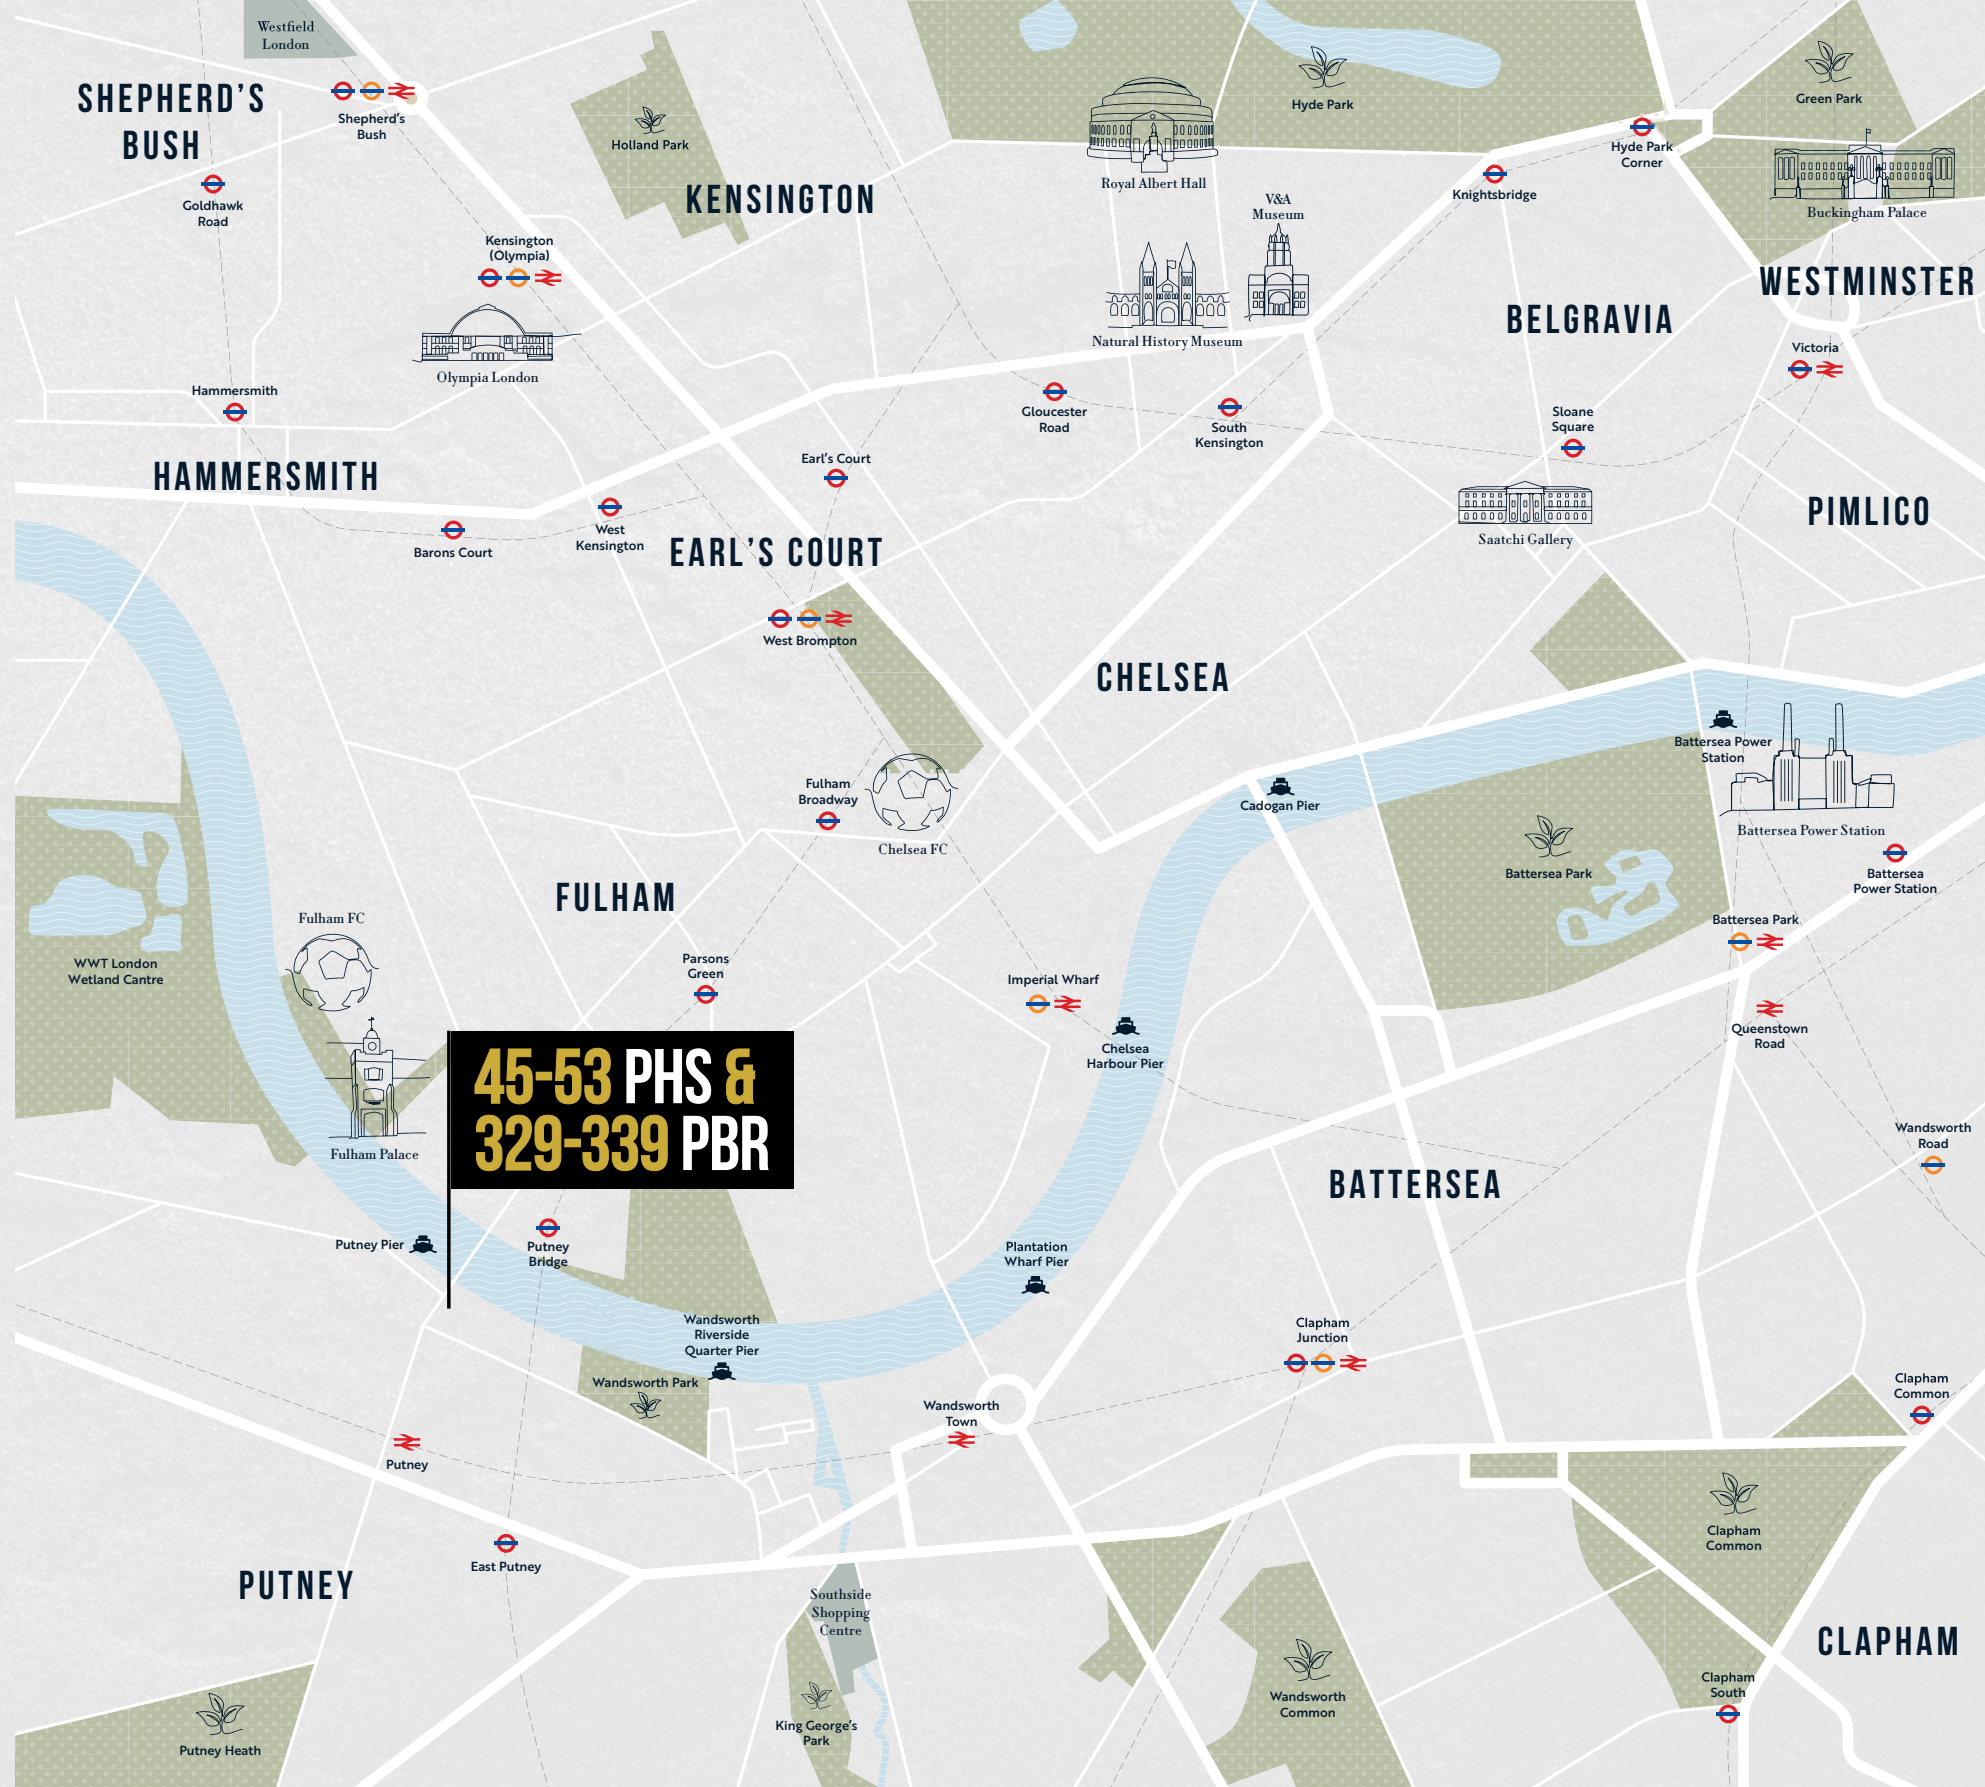 Westfield
London
SHEPHERD'S
BUSH
Shepherd's
Bush
Goldhawk
Road
Holland Park
KENSINGTON
Kensington
(Olympia)
Olympia London
Royal Albert Hall
Hyde Park
Green Park
Hyde Park
Corner
Knightsbridge
Buckingham Palace
V&A
Museum
Natural History Museum
WESTMINSTER
BELGRAVIA
Victoria
Hammersmith
HAMMERSMITH
Gloucester
Road
South
Kensington
Sloane
Square
Earl's Court
West
Kensington
Barons Court
EARL'S COURT
Saatchi Gallery
PIMLICO
West Brompton
CHELSEA
Battersea Power
Station
Battersea Power Station
Battersea
Power Station
Fulham
Broadway
Chelsea FC
Cadogan Pier
Battersea Park
Battersea Park
FULHAM
Fulham FC
WWT London
Wetland Cantre
Parsons
Green
Imperial Wharf
Queenstown
Road
Chelsea
Harbour Pier
45-53 PHS &
329-339 PBR
Fulham Palace
Wandsworth
Road
BATTERSEA
Putney Pier
Putney
Bridge
Plantation
Wharf Pier
Wandsworth
Riverside
Quarter Pier
Wandsworth Park
Clapham
Junction
Clapham
Common
Wandsworth
Town
Putney
East Putney
PUTNEY
Clapham
Common
Southside
Shopping
Centre
CLAPHAM
Clapham
South
Wandsworth
Common
King George's
Park
Putney Heath